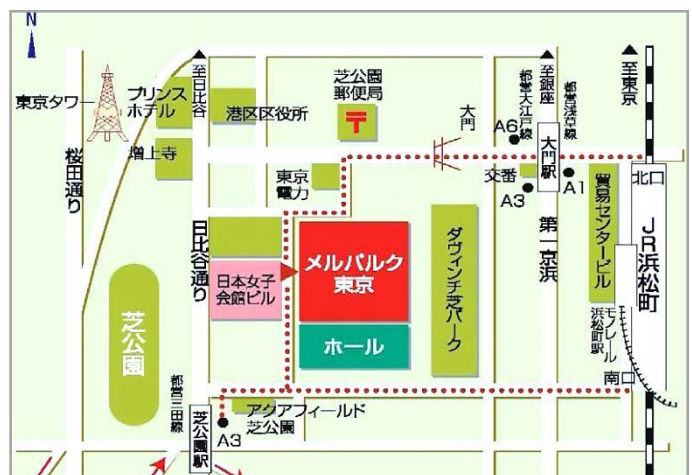 N
至日比谷
芝公園
郵便局
都営大江戸線
至銀座
都営浅草線
至東京
東京タワー
プリンス
ホテル
港区区役所
〒
大門
A6
大門駅
桜田通り
増上寺
東京
電力
交番
A3
A1
北口
貿易センタービル
JR浜松町
日比谷通り
第一京浜
メルパルク
東京
ダヴィンチ芝パーク
日本女子
会館ビル
芝公園
ホール
モノレール
浜松町駅
南口
都営三田線
芝公園駅
アクアフィールド
芝公園
A3